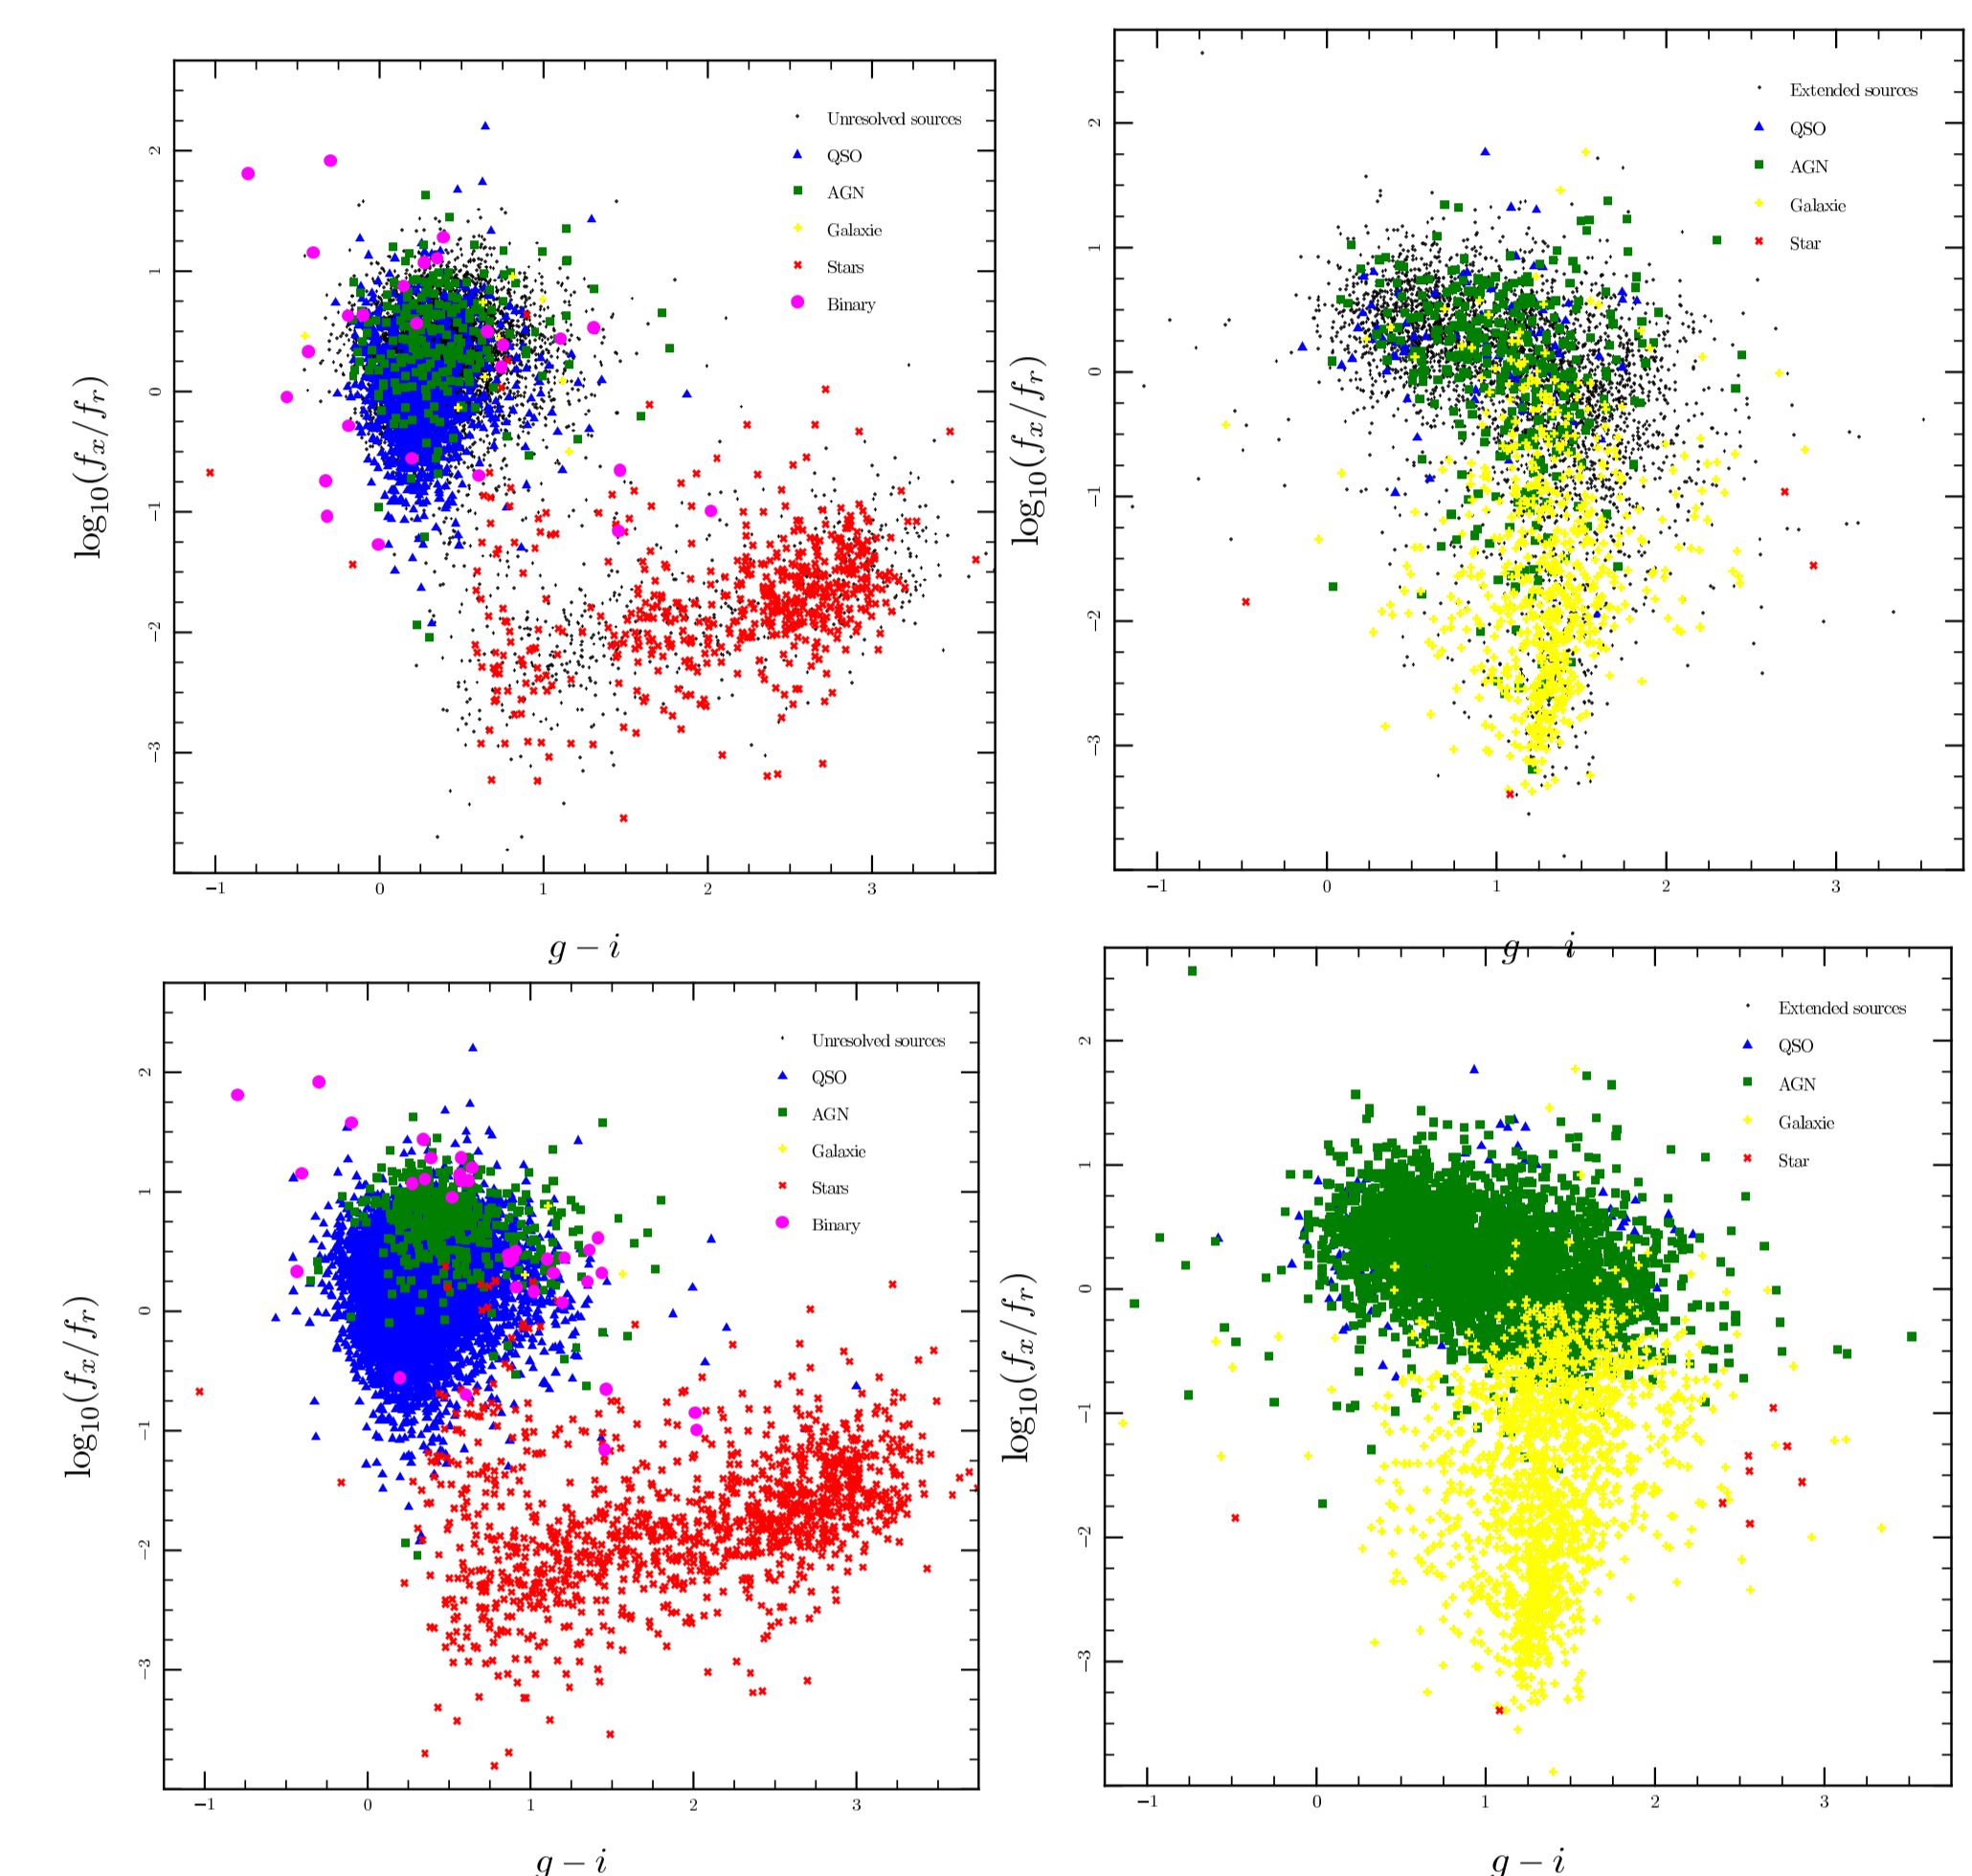 Unresolved sources
QSO
AGN
Galaxie
Stars
Binary
2
1
0
−1
−2
−3
log10(fx/fr)
−1 0 1 2 3
g − i
Extended sources
QSO
AGN
Galaxie
Star
2
1
0
−1
−2
−3
log10(fx/fr)
−1 0 1 2 3
g − i
Unresolved sources
QSO
AGN
Galaxie
Stars
Binary
2
1
0
−1
−2
−3
log10(fx/fr)
−1 0 1 2 3
g − i
Extended sources
QSO
AGN
Galaxie
Star
2
1
0
−1
−2
−3
log10(fx/fr)
−1 0 1 2 3
g − i